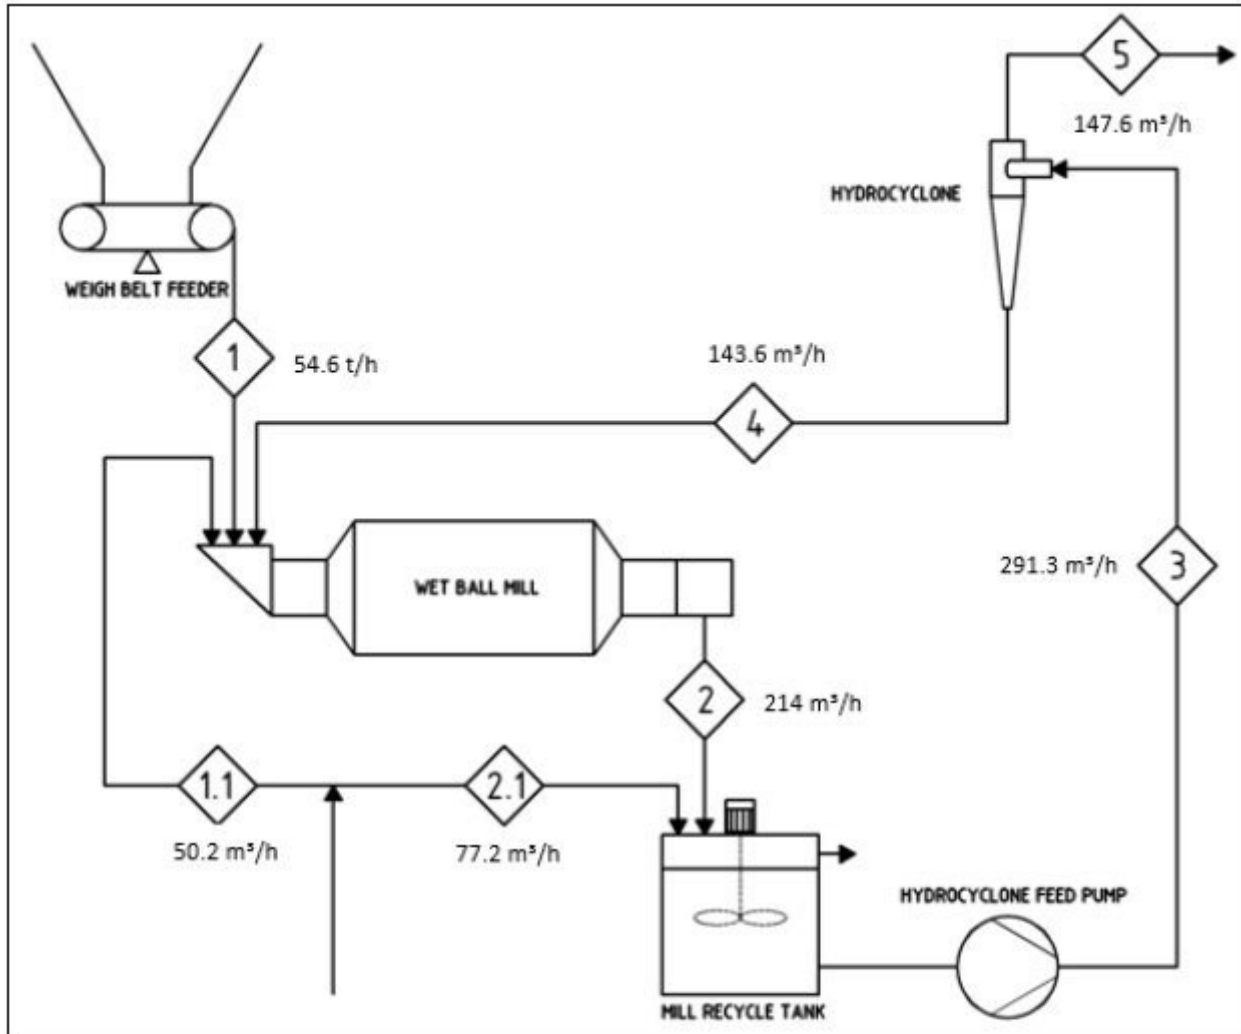 5
147.6 m³/h
HYDROCYCLONE
WEIGH BELT FEEDER
1
54.6 t/h
143.6 m³/h
4
WET BALL MILL
291.3 m³/h
3
2
214 m³/h
1.1
2.1
50.2 m³/h
77.2 m³/h
HYDROCYCLONE FEED PUMP
MILL RECYCLE TANK